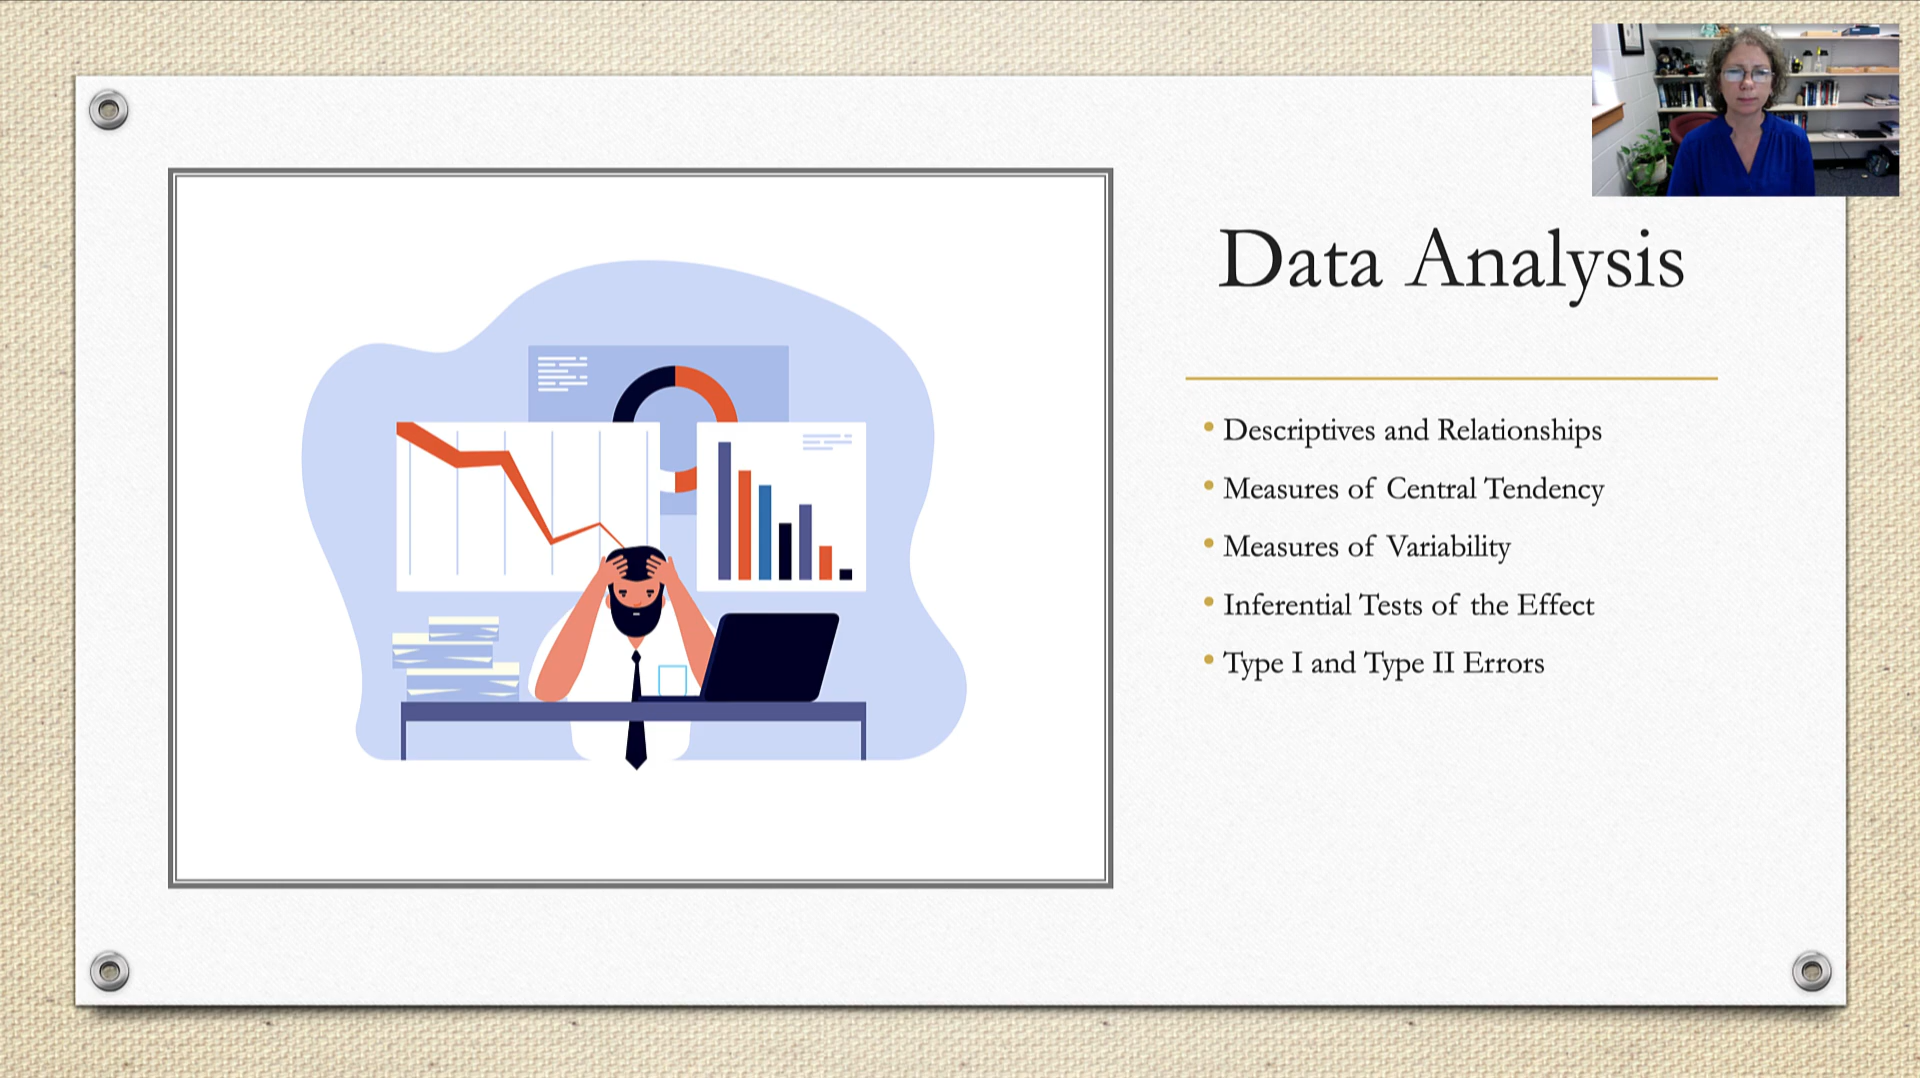 Data Analysis
Descriptives and Relationships
Measures of Central Tendency
Measures of Variability
Inferential Tests of the Effect
Type I and Type II Errors